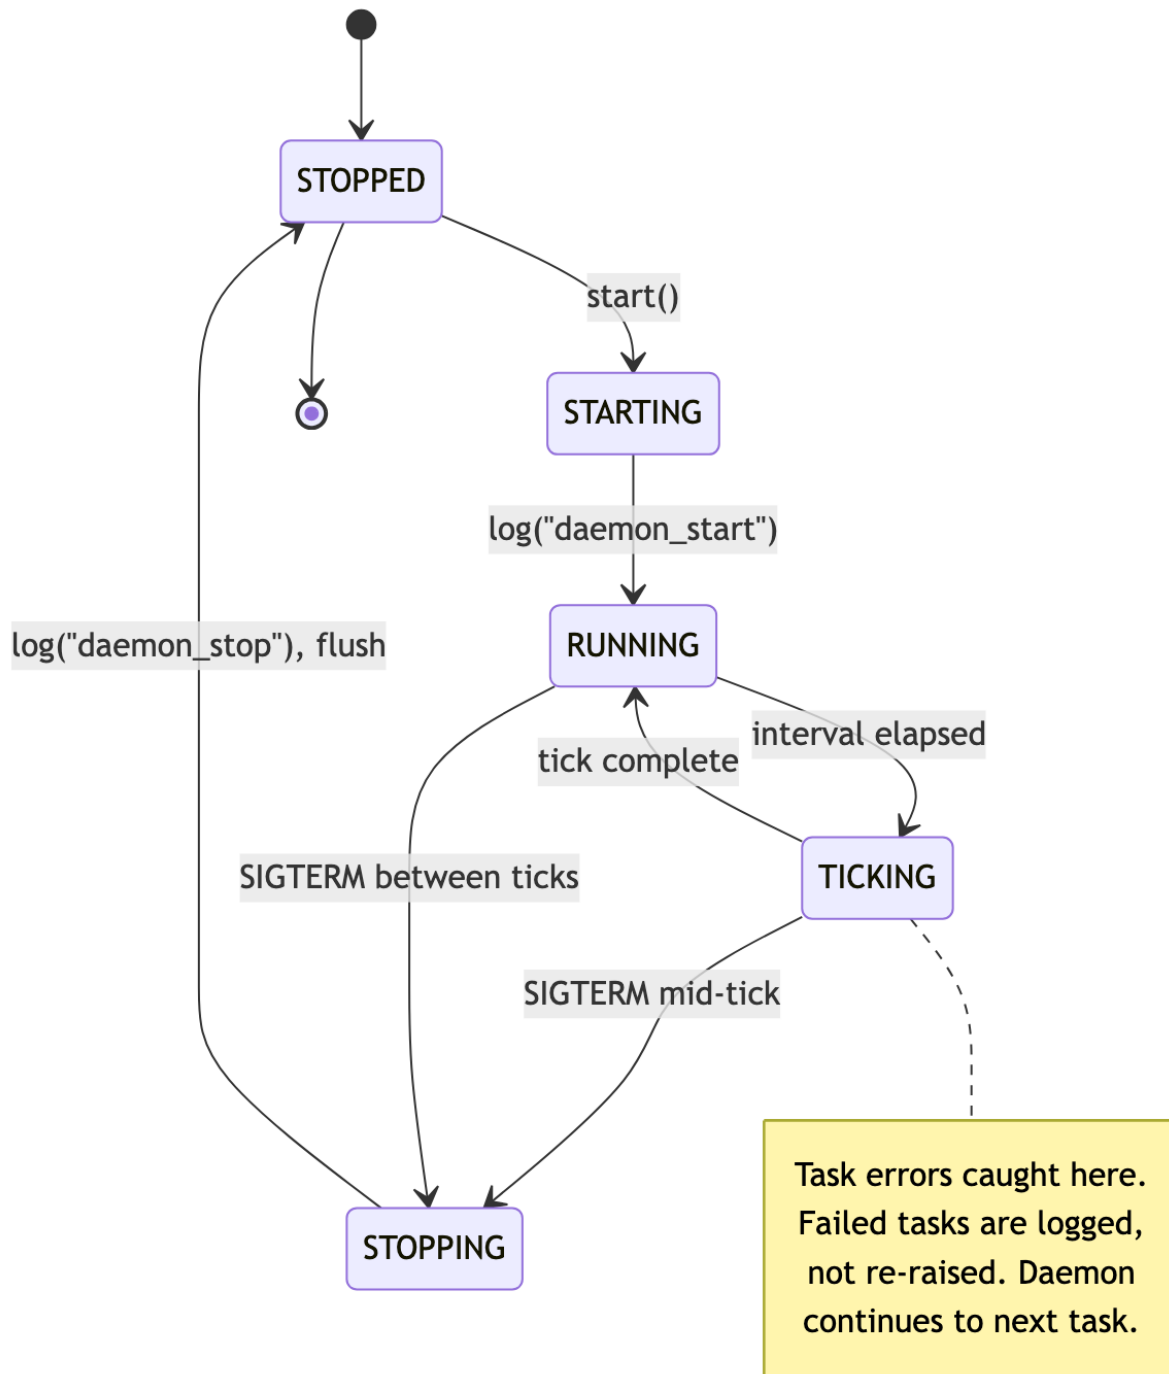 STOPPED
start()
STARTING
log("daemon_start")
RUNNING
log("daemon_stop"), flush
interval elapsed
tick complete
TICKING
SIGTERM between ticks
SIGTERM mid-tick
STOPPING
Task errors caught here.
Failed tasks are logged,
not re-raised. Daemon
continues to next task.